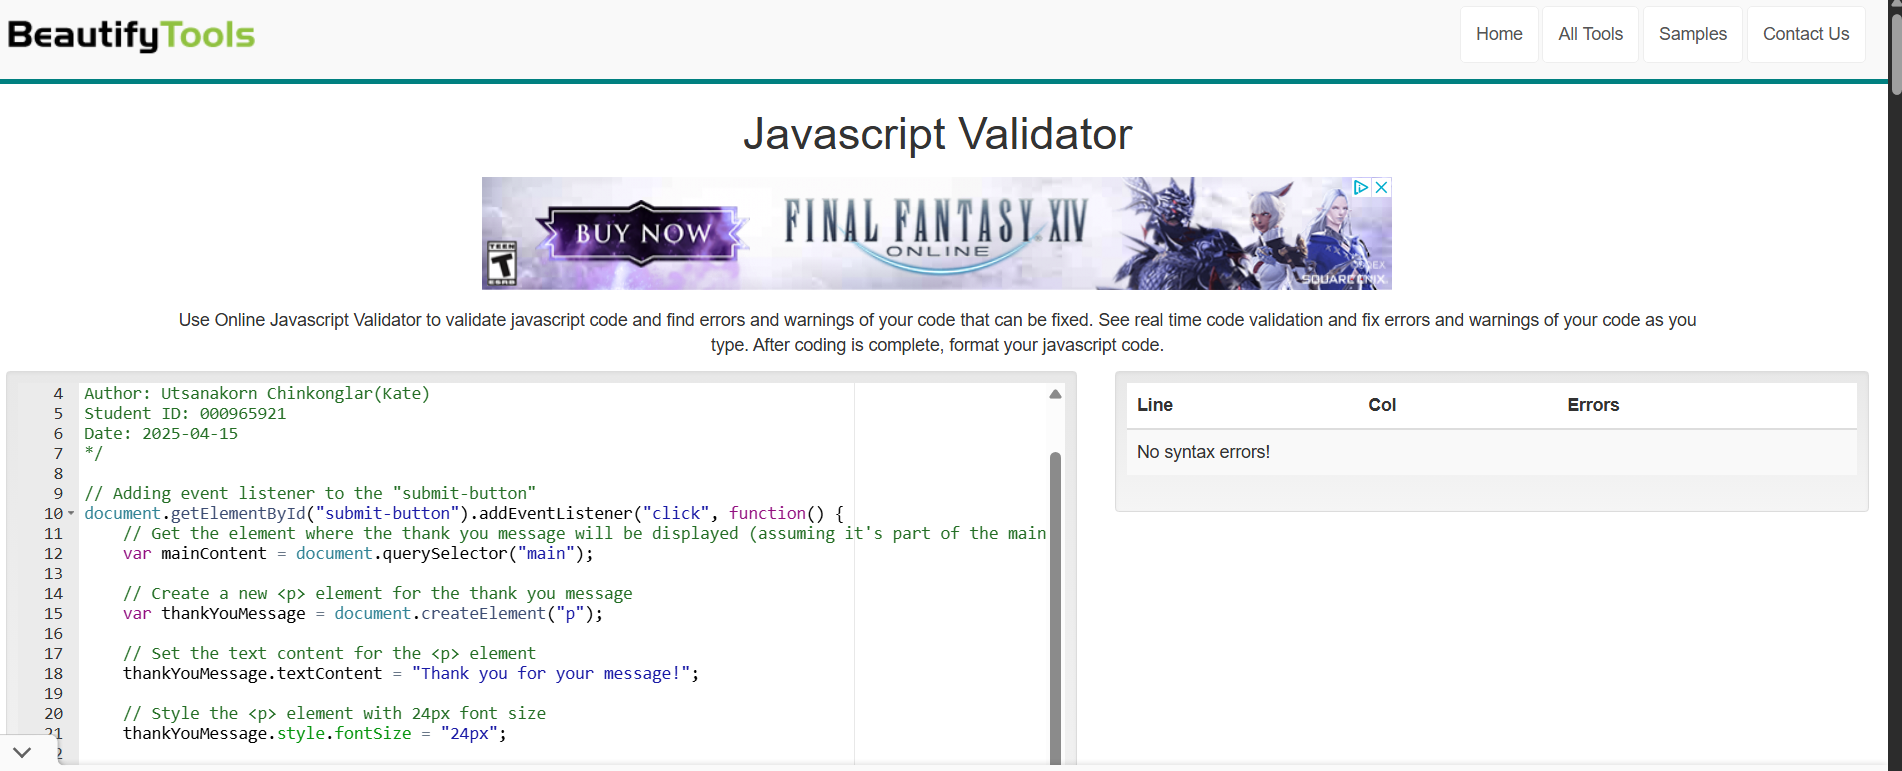 BeautifyTools
Home
All Tools
Samples
Contact Us
Javascript Validator
BUY NOW
FINAL FANTASY XIV
ONLINE
TEEN
T
ESRB
SQUARE ENIX
Use Online Javascript Validator to validate javascript code and find errors and warnings of your code that can be fixed. See real time code validation and fix errors and warnings of your code as you
type. After coding is complete, format your javascript code.
4 Author: Utsanakorn Chinkonglar(Kate)
5 Student ID: 000965921
6 Date: 2025-04-15
7 */
8
9 // Adding event listener to the "submit-button"
10 document.getElementById("submit-button").addEventListener("click", function() {
11 // Get the element where the thank you message will be displayed (assuming it's part of the main
12 var mainContent = document.querySelector("main");
13
14 // Create a new <p> element for the thank you message
15 var thankYouMessage = document.createElement("p");
16
17 // Set the text content for the <p> element
18 thankYouMessage.textContent = "Thank you for your message!";
19
20 // Style the <p> element with 24px font size
21 thankYouMessage.style.fontSize = "24px";
Line Col Errors
No syntax errors!